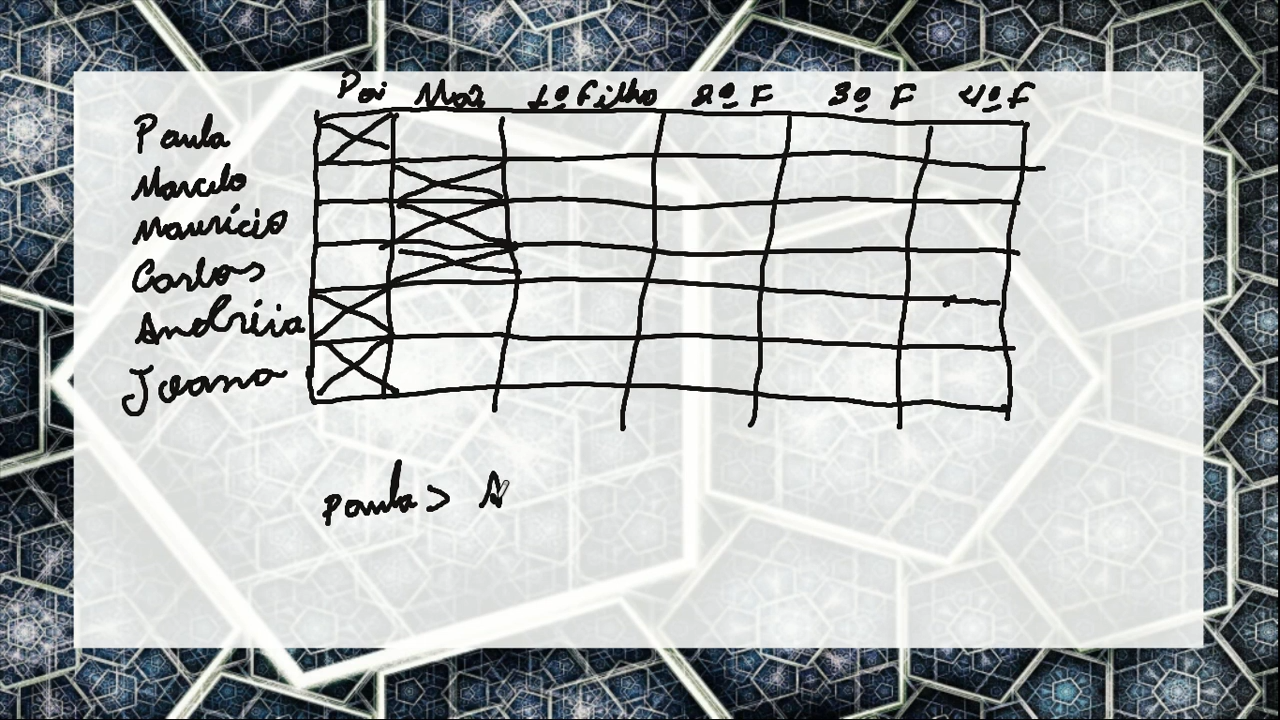 Pai Mãe 1º Filho 2º F 3º F 4º F
Paula
Marcelo
Maurício
Carlos
Andréia
Joana
Paula > A